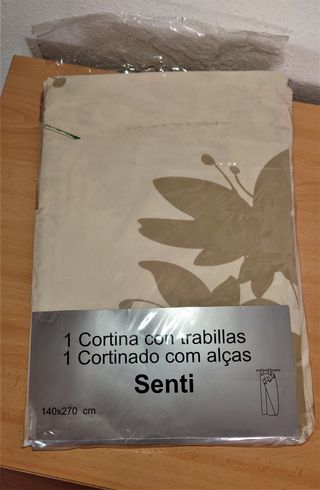 1 Cortina con trabillas
1 Cortinado com alças
Senti
140x270 cm